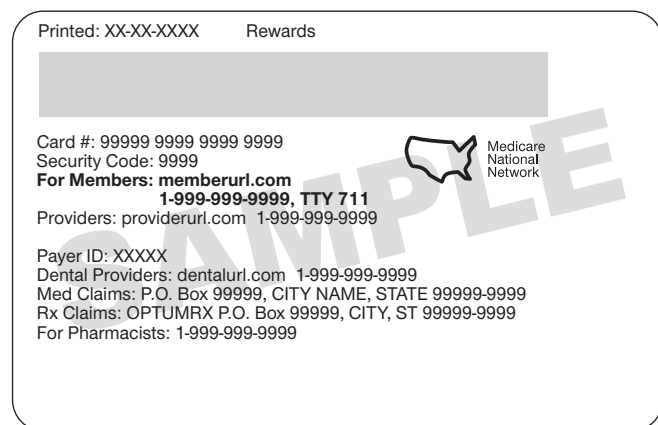 Printed: XX-XX-XXXX Rewards
Card #: 99999 9999 9999 9999
Security Code: 9999
Medicare
National
Network
For Members: memberurl.com
1-999-999-9999, TTY 711
Providers: providerurl.com 1-999-999-9999
SAMPLE
Payer ID: XXXXX
Dental Providers: dentalurl.com 1-999-999-9999
Med Claims: P.O. Box 99999, CITY NAME, STATE 99999-9999
Rx Claims: OPTUMRX P.O. Box 99999, CITY, ST 99999-9999
For Pharmacists: 1-999-999-9999